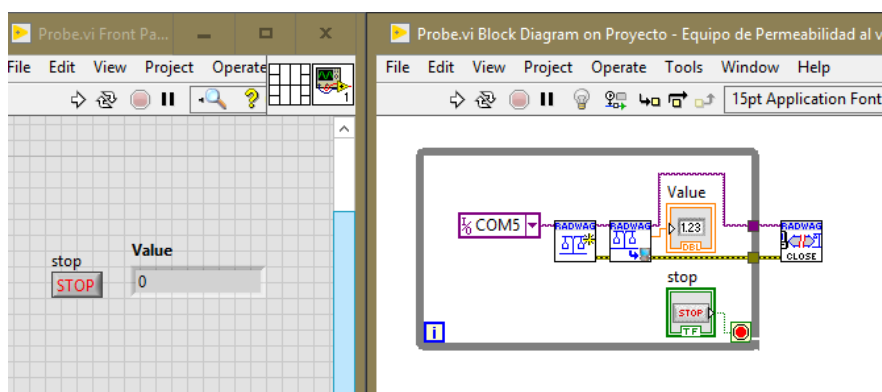 Probe.vi Front Pa...
File Edit View Project Operate
1
stop
STOP
Value
0
Probe.vi Block Diagram on Proyecto - Equipo de Permeabilidad al v
File Edit View Project Operate Tools Window Help
15pt Application Font
Value
I/O COM5
RADWAG
RADWAG
1.23
DBL
RADWAG
CLOSE
stop
STOP
TF
i